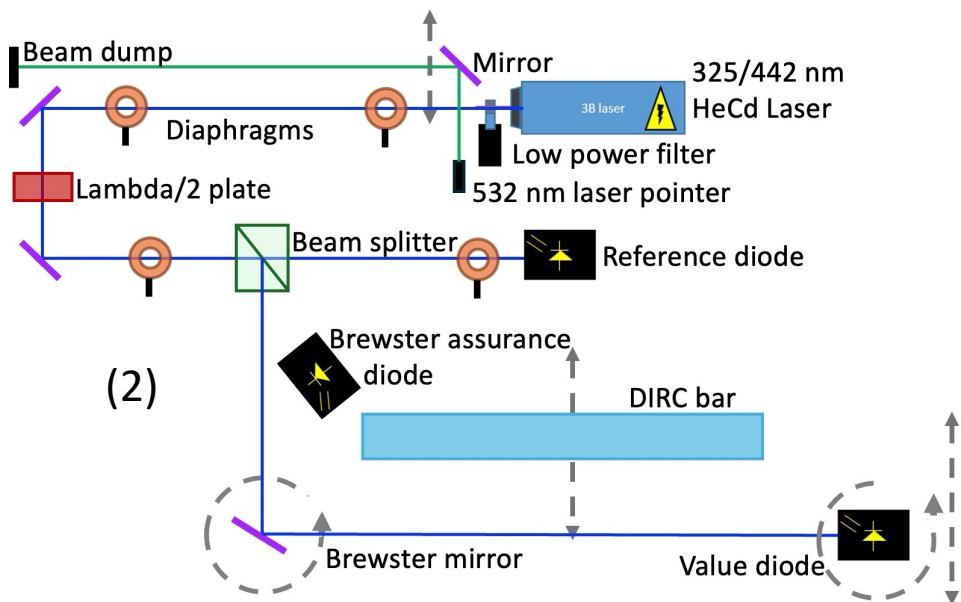 Beam dump
Mirror
325/442 nm
HeCd Laser
3B laser
Diaphragms
Low power filter
532 nm laser pointer
Lambda/2 plate
Beam splitter
Reference diode
Brewster assurance
diode
(2)
DIRC bar
Brewster mirror
Value diode